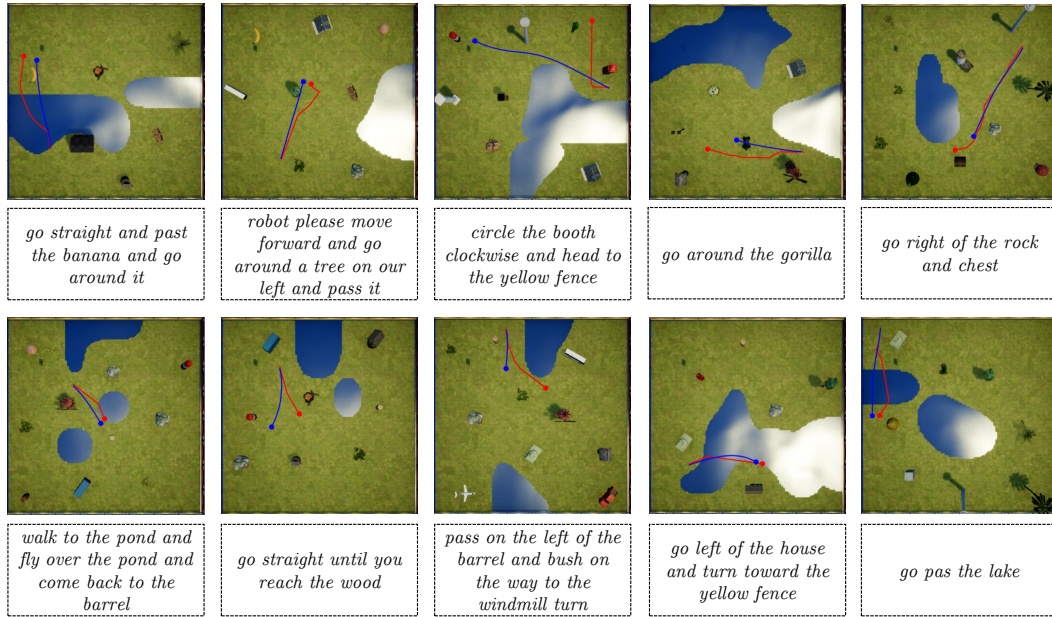 go straight and past
the banana and go
around it
robot please move
forward and go
around a tree on our
left and pass it
circle the booth
clockwise and head to
the yellow fence
go around the gorilla
go right of the rock
and chest
walk to the pond and
fly over the pond and
come back to the
barrel
go straight until you
reach the wood
pass on the left of the
barrel and bush on
the way to the
windmill turn
go left of the house
and turn toward the
yellow fence
go pas the lake